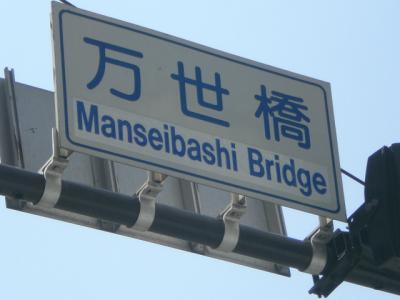 万世橋
Manseibashi Bridge